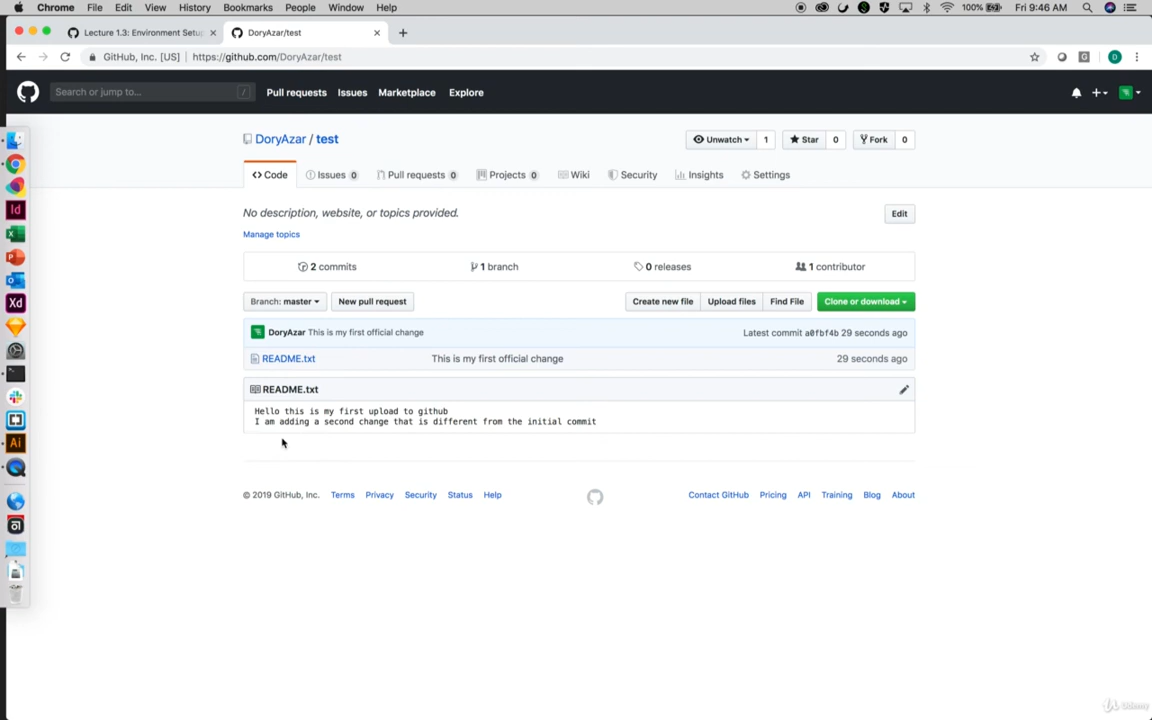 Chrome File Edit View History Bookmarks People Window Help 100% Fri 9:46 AM
Lecture 1.3: Environment Setup
DoryAzar/test
GitHub, Inc. [US] https://github.com/DoryAzar/test G D
Search or jump to... / Pull requests Issues Marketplace Explore
DoryAzar / test Unwatch 1 Star 0 Fork 0
Code Issues 0 Pull requests 0 Projects 0 Wiki Security Insights Settings
No description, website, or topics provided. Edit
Manage topics
2 commits 1 branch 0 releases 1 contributor
Branch: master New pull request Create new file Upload files Find File Clone or download
DoryAzar This is my first official change Latest commit a0fbf4b 29 seconds ago
README.txt This is my first official change 29 seconds ago
README.txt
Hello this is my first upload to github
I am adding a second change that is different from the initial commit
© 2019 GitHub, Inc. Terms Privacy Security Status Help Contact GitHub Pricing API Training Blog About
Id
Xd
Ai
Udemy